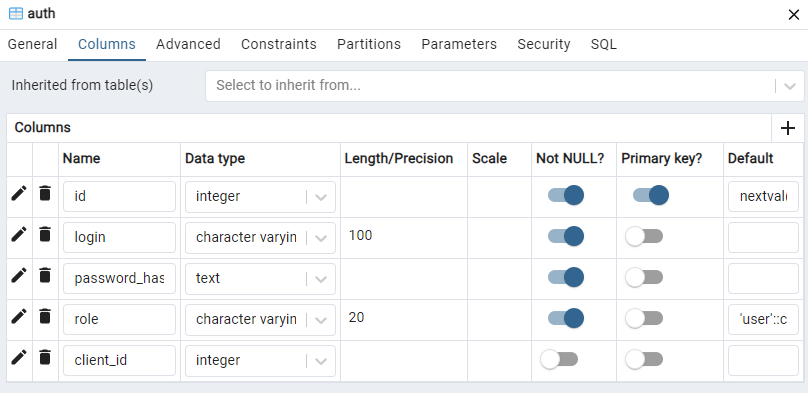 auth
General Columns Advanced Constraints Partitions Parameters Security SQL
Inherited from table(s) Select to inherit from...
Columns
Name Data type Length/Precision Scale Not NULL? Primary key? Default
id integer nextval(
login character varyin 100
password_has text
role character varyin 20 'user'::c
client_id integer